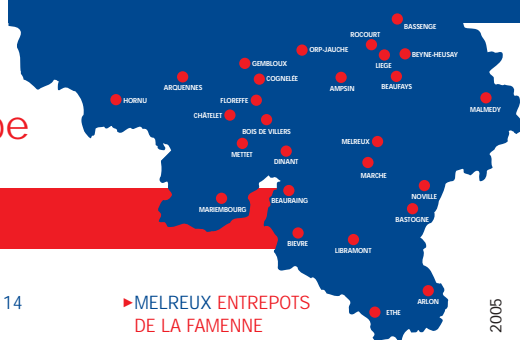 BASSENGE
ROCOURT
ORP-JAUCHE
BEYNE-HEUSAY
GEMBLOUX
LIEGE
COGNELÉE
ARQUENNES
AMPSIN
BEAUFAYS
HORNU
FLOREFFE
MALMEDY
CHÂTELET
BOIS DE VILLERS
pe
MELREUX
METTET
DINANT
MARCHE
NOVILLE
MARIEMBOURG
BEAURAING
BASTOGNE
BIEVRE
LIBRAMONT
ARLON
ETHE
14
►MELREUX ENTREPOTS
DE LA FAMENNE
2005